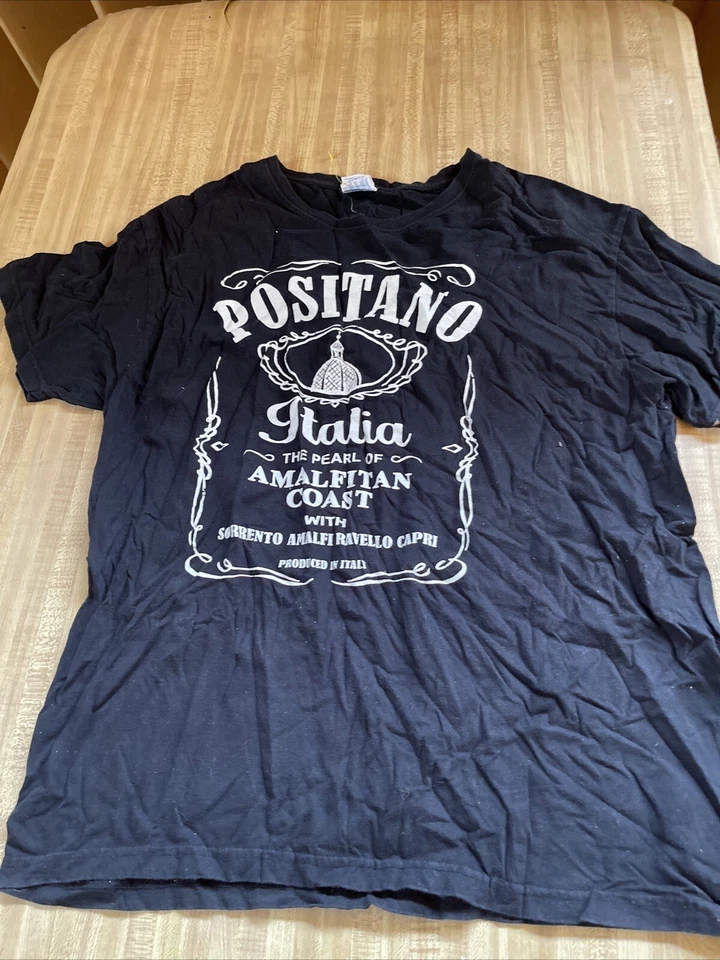 POSITANO
Italia
THE PEARL OF
AMALFITAN
COAST
WITH
SORRENTO AMALFI RAVELLO CAPRI
PRODUCED IN ITALY